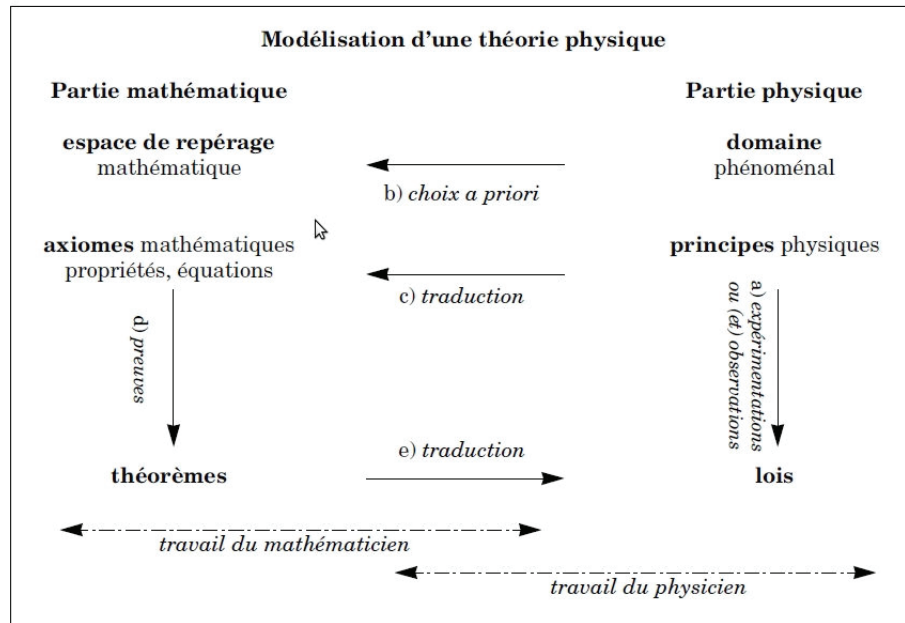 Modélisation d'une théorie physique
Partie mathématique
Partie physique
espace de repérage
mathématique
domaine
phénoménal
b) choix a priori
axiomes mathématiques
propriétés, équations
principes physiques
c) traduction
d) preuves
a) expérimentations
ou (et) observations
e) traduction
théorèmes
lois
travail du mathématicien
travail du physicien